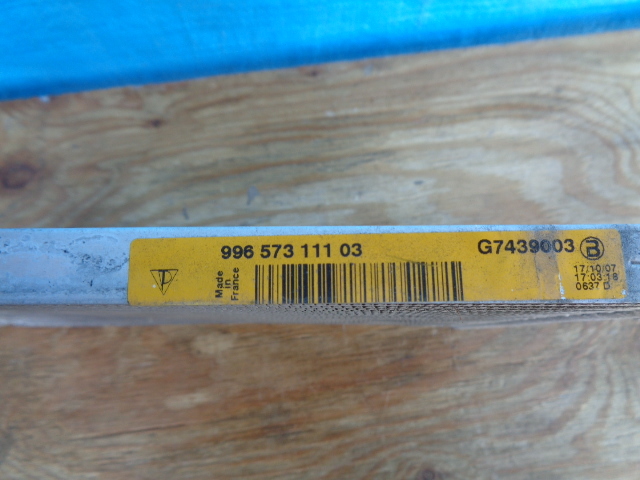 996 573 111 03
G7439003 B
Made
in
France
17/10/07
17:03:18
0637 D